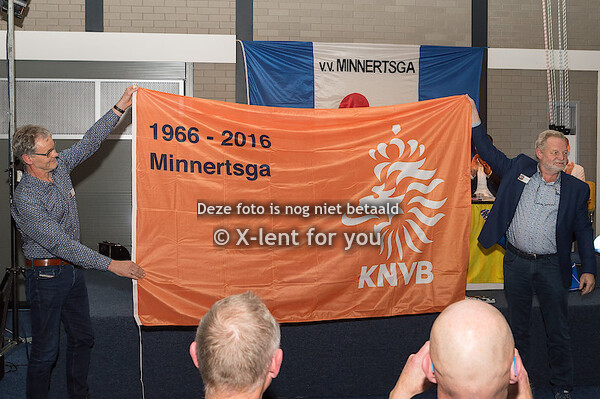 v.v. MINNERTSGA
1966 - 2016
Minnertsga
Deze foto is nog niet betaald
© X-lent for you
KNVB